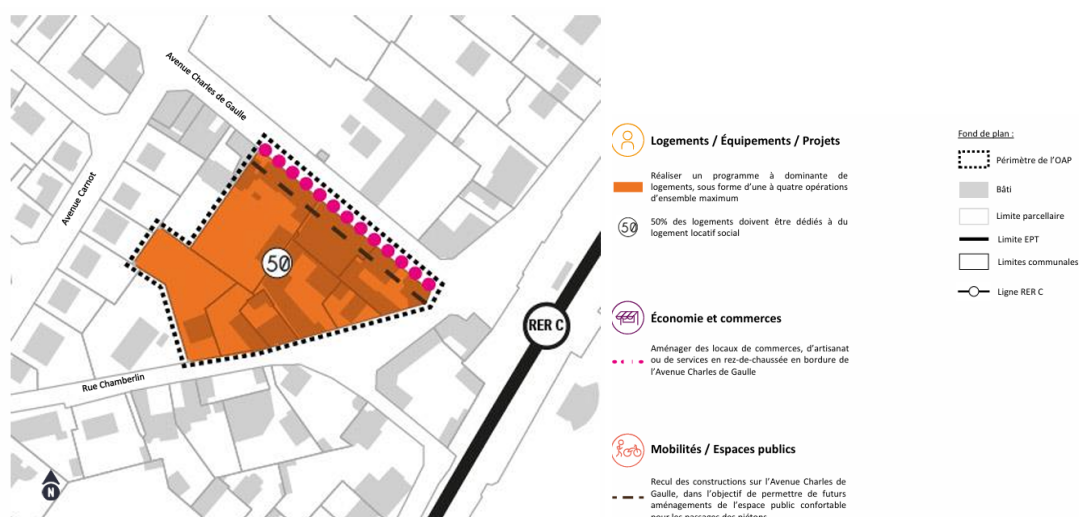 Avenue Charles de Gaulle
Avenue Carnot
50
RER C
Rue Chamberlin
N
Logements / Équipements / Projets
Réaliser un programme à dominante de
logements, sous forme d'une à quatre opérations
d'ensemble maximum
50
50% des logements doivent être dédiés à du
logement locatif social
Économie et commerces
Aménager des locaux de commerces, d'artisanat
ou de services en rez-de-chaussée en bordure de
l'Avenue Charles de Gaulle
Mobilités / Espaces publics
Recul des constructions sur l'Avenue Charles de
Gaulle, dans l'objectif de permettre de futurs
aménagements de l'espace public confortable
pour les passages des piétons
Fond de plan :
Périmètre de l'OAP
Bâti
Limite parcellaire
Limite EPT
Limites communales
Ligne RER C